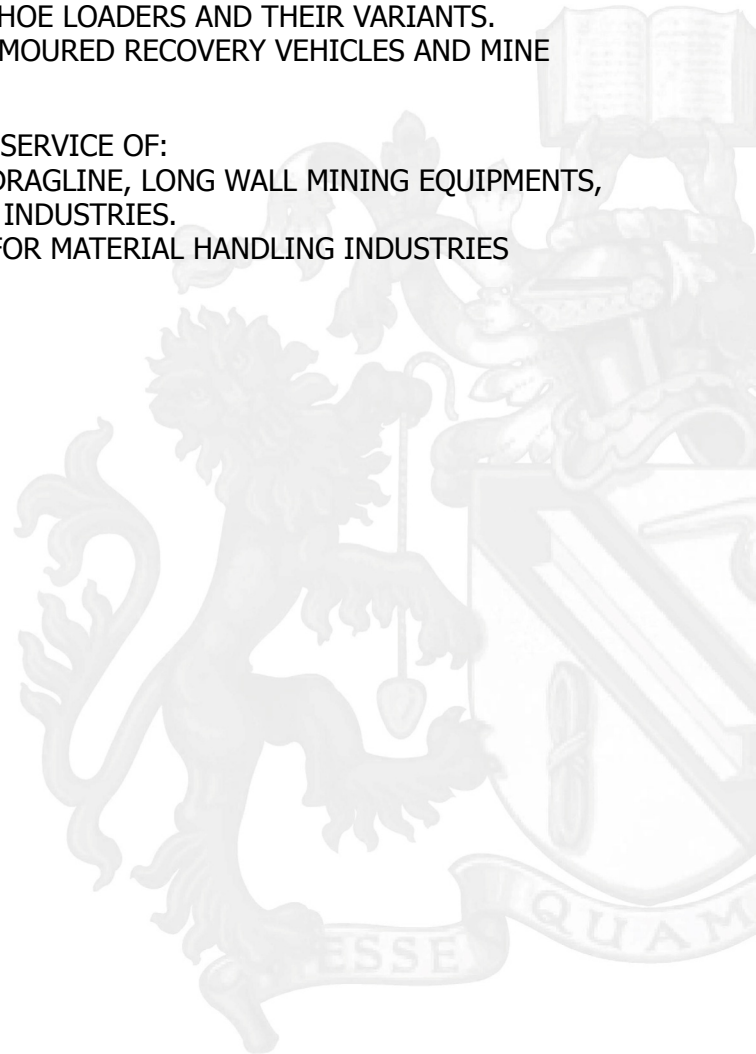 HOE LOADERS AND THEIR VARIANTS.
MOURED RECOVERY VEHICLES AND MINE
SERVICE OF:
DRAGLINE, LONG WALL MINING EQUIPMENTS,
INDUSTRIES.
FOR MATERIAL HANDLING INDUSTRIES
ESSE QUAM